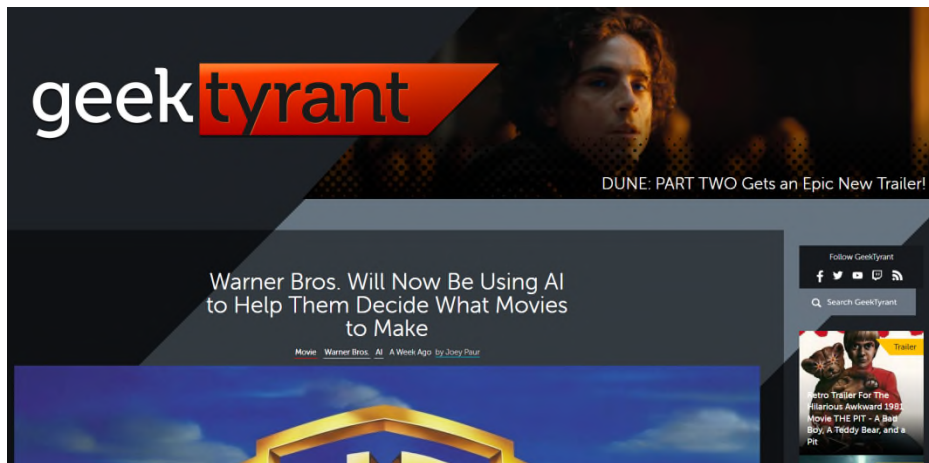 geektyrant
DUNE: PART TWO Gets an Epic New Trailer!
Warner Bros. Will Now Be Using AI
to Help Them Decide What Movies
to Make
Movie Warner Bros. AI A Week Ago by Joey Paur
Follow GeekTyrant
Search GeekTyrant
Trailer
Retro Trailer For The
Hilarious Awkward 1981
Movie THE PIT - A Bad
Boy, A Teddy Bear, and a
Pit